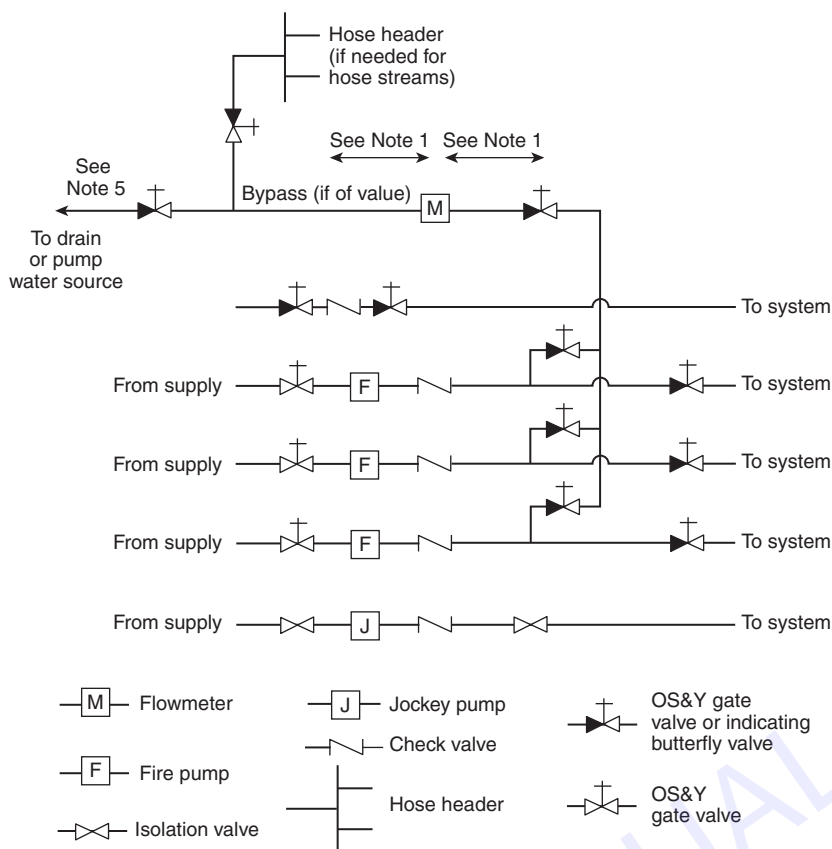 Hose header
(if needed for
hose streams)
See Note 1
See Note 1
See
Note 5
Bypass (if of value)
M
To drain
or pump
water source
To system
From supply
F
To system
From supply
F
To system
From supply
F
To system
From supply
J
To system
M
Flowmeter
J
Jockey pump
OS&Y gate
valve or indicating
butterfly valve
Check valve
F
Fire pump
Hose header
OS&Y
gate valve
Isolation valve